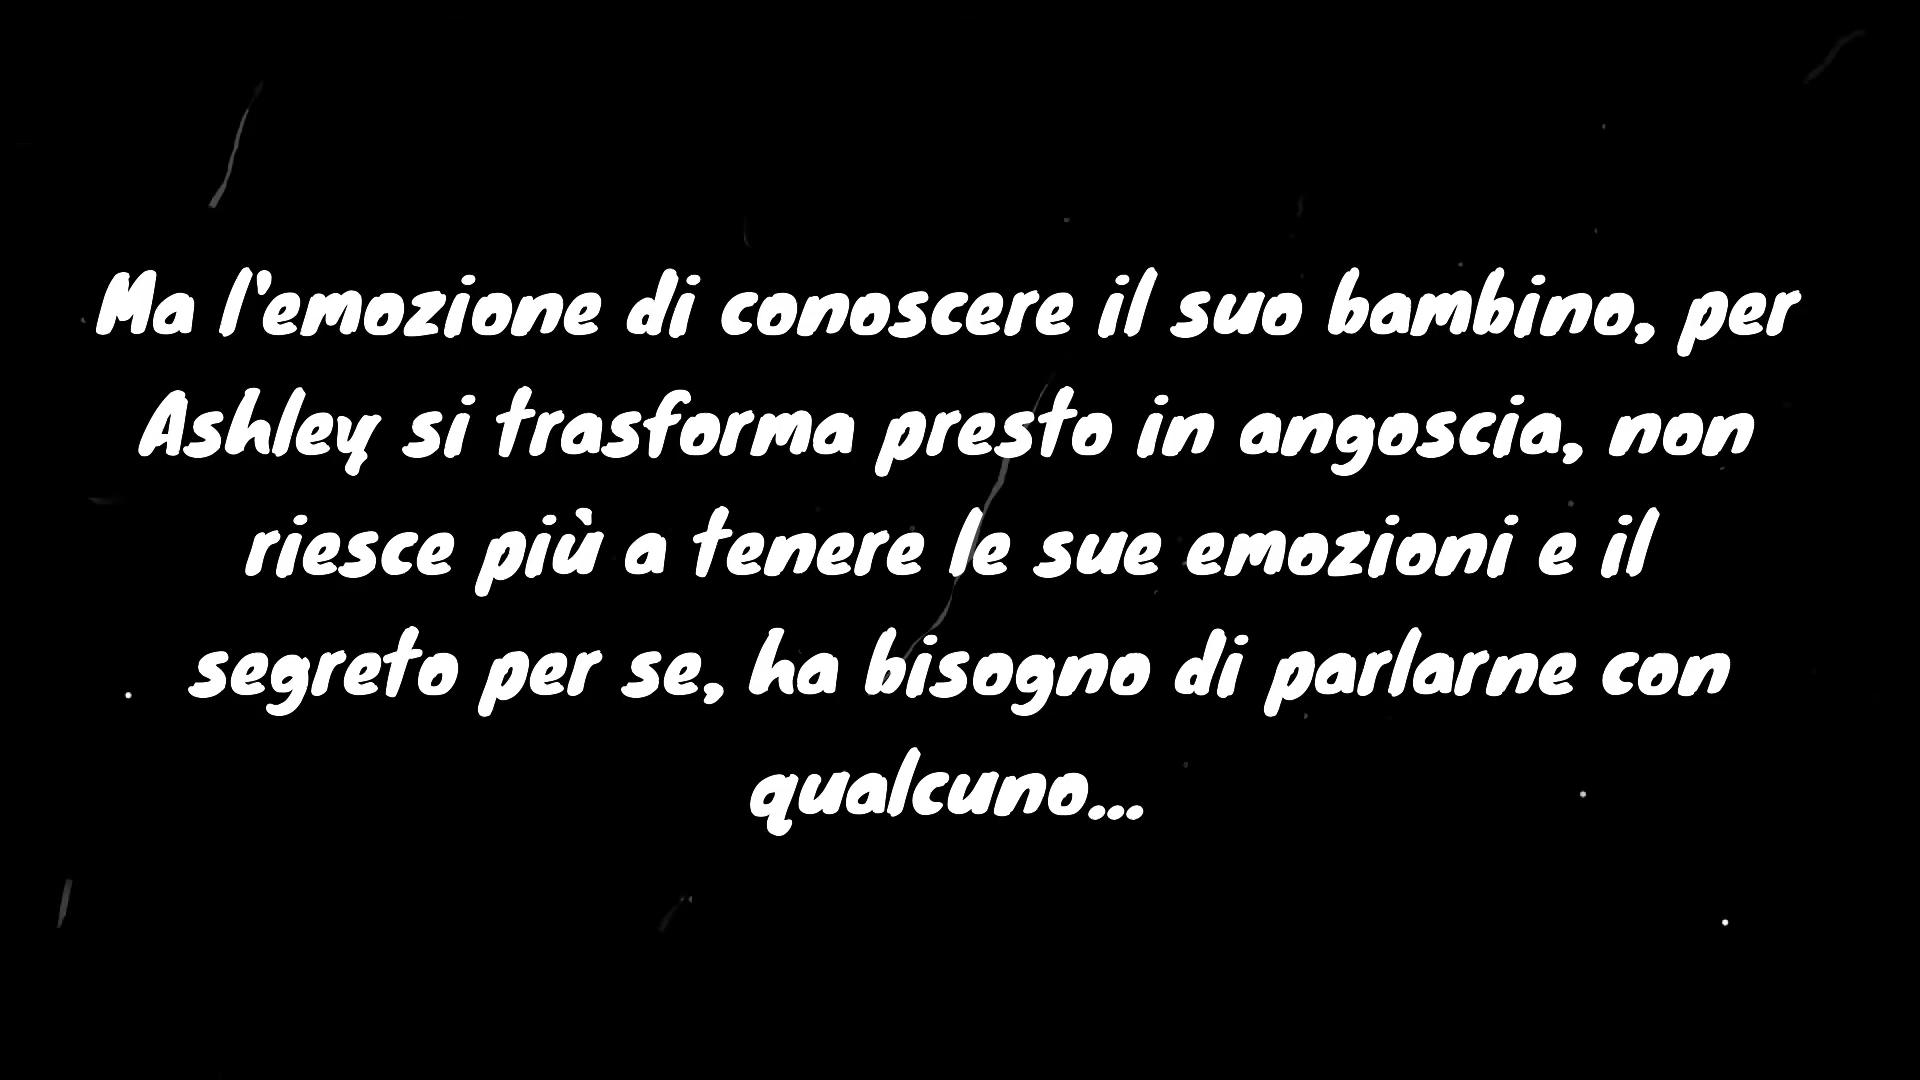 Ma l'emozione di conoscere il suo bambino, per
Ashley si trasforma presto in angoscia, non
riesce più a tenere le sue emozioni e il
segreto per se, ha bisogno di parlarne con
qualcuno...